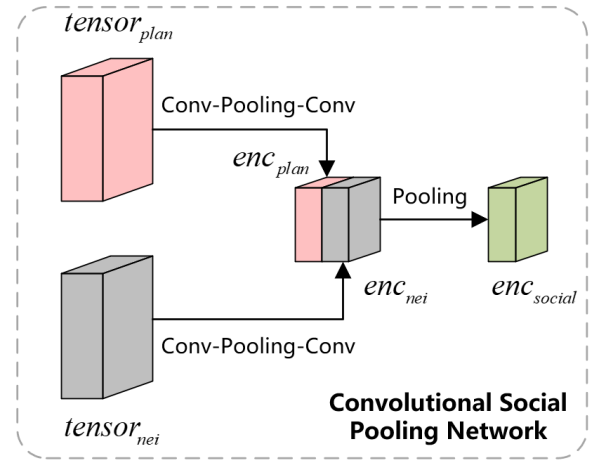 tensor_plan
Conv-Pooling-Conv
enc_plan
Pooling
enc_nei
enc_social
Conv-Pooling-Conv
tensor_nei
Convolutional Social
Pooling Network